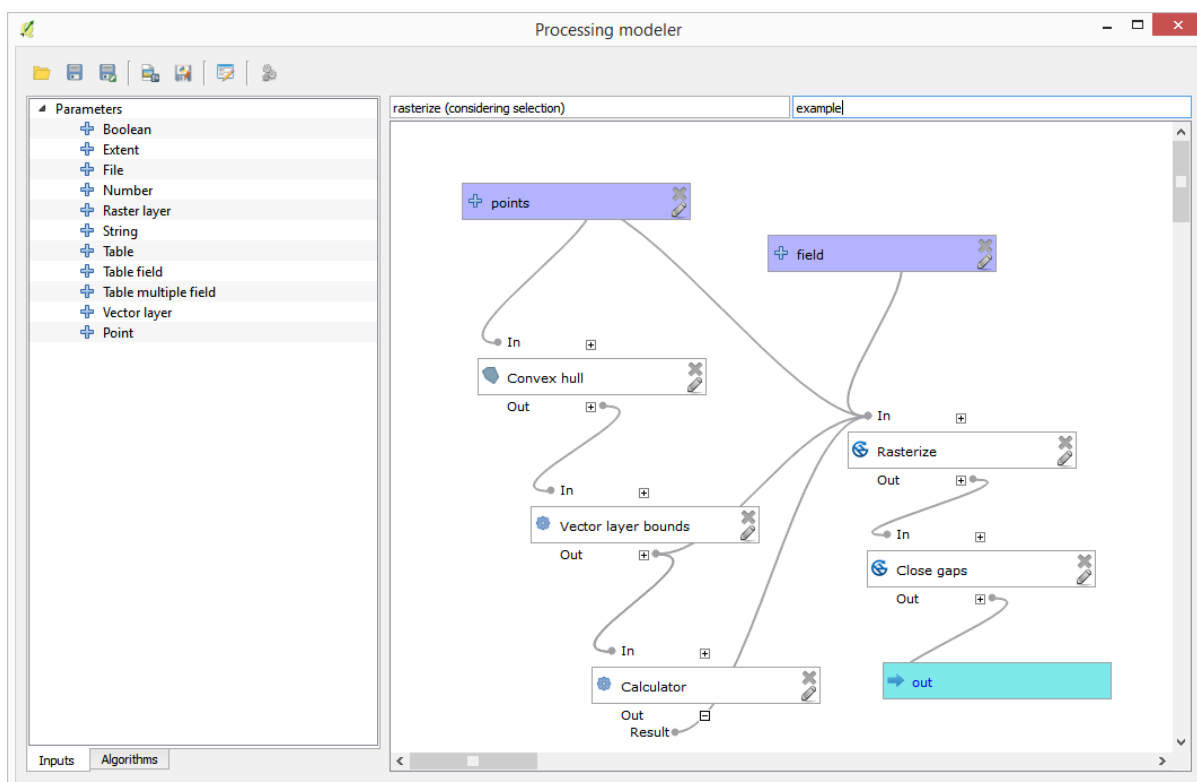 Processing modeler
rasterize (considering selection)
example
Parameters
Boolean
Extent
File
Number
Raster layer
String
Table
Table field
Table multiple field
Vector layer
Point
Inputs
Algorithms
points
field
In
Convex hull
Out
In
Rasterize
Out
In
Vector layer bounds
Out
In
Close gaps
Out
In
Calculator
Out
Result
out